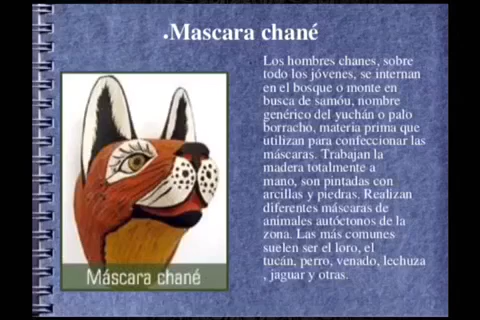 •Mascara chané
Los hombres chanes, sobre
todo los jóvenes, se internan
en el bosque o monte en
busca de samóu, nombre
genérico del yuchán o palo
borracho, materia prima que
utilizan para confeccionar las
máscaras. Trabajan la
madera totalmente a
mano, son pintadas con
arcillas y piedras. Realizan
diferentes máscaras de
animales autóctonos de la
zona. Las más comunes
suelen ser el loro, el
tucán, perro, venado, lechuza
, jaguar y otras.
Máscara chané